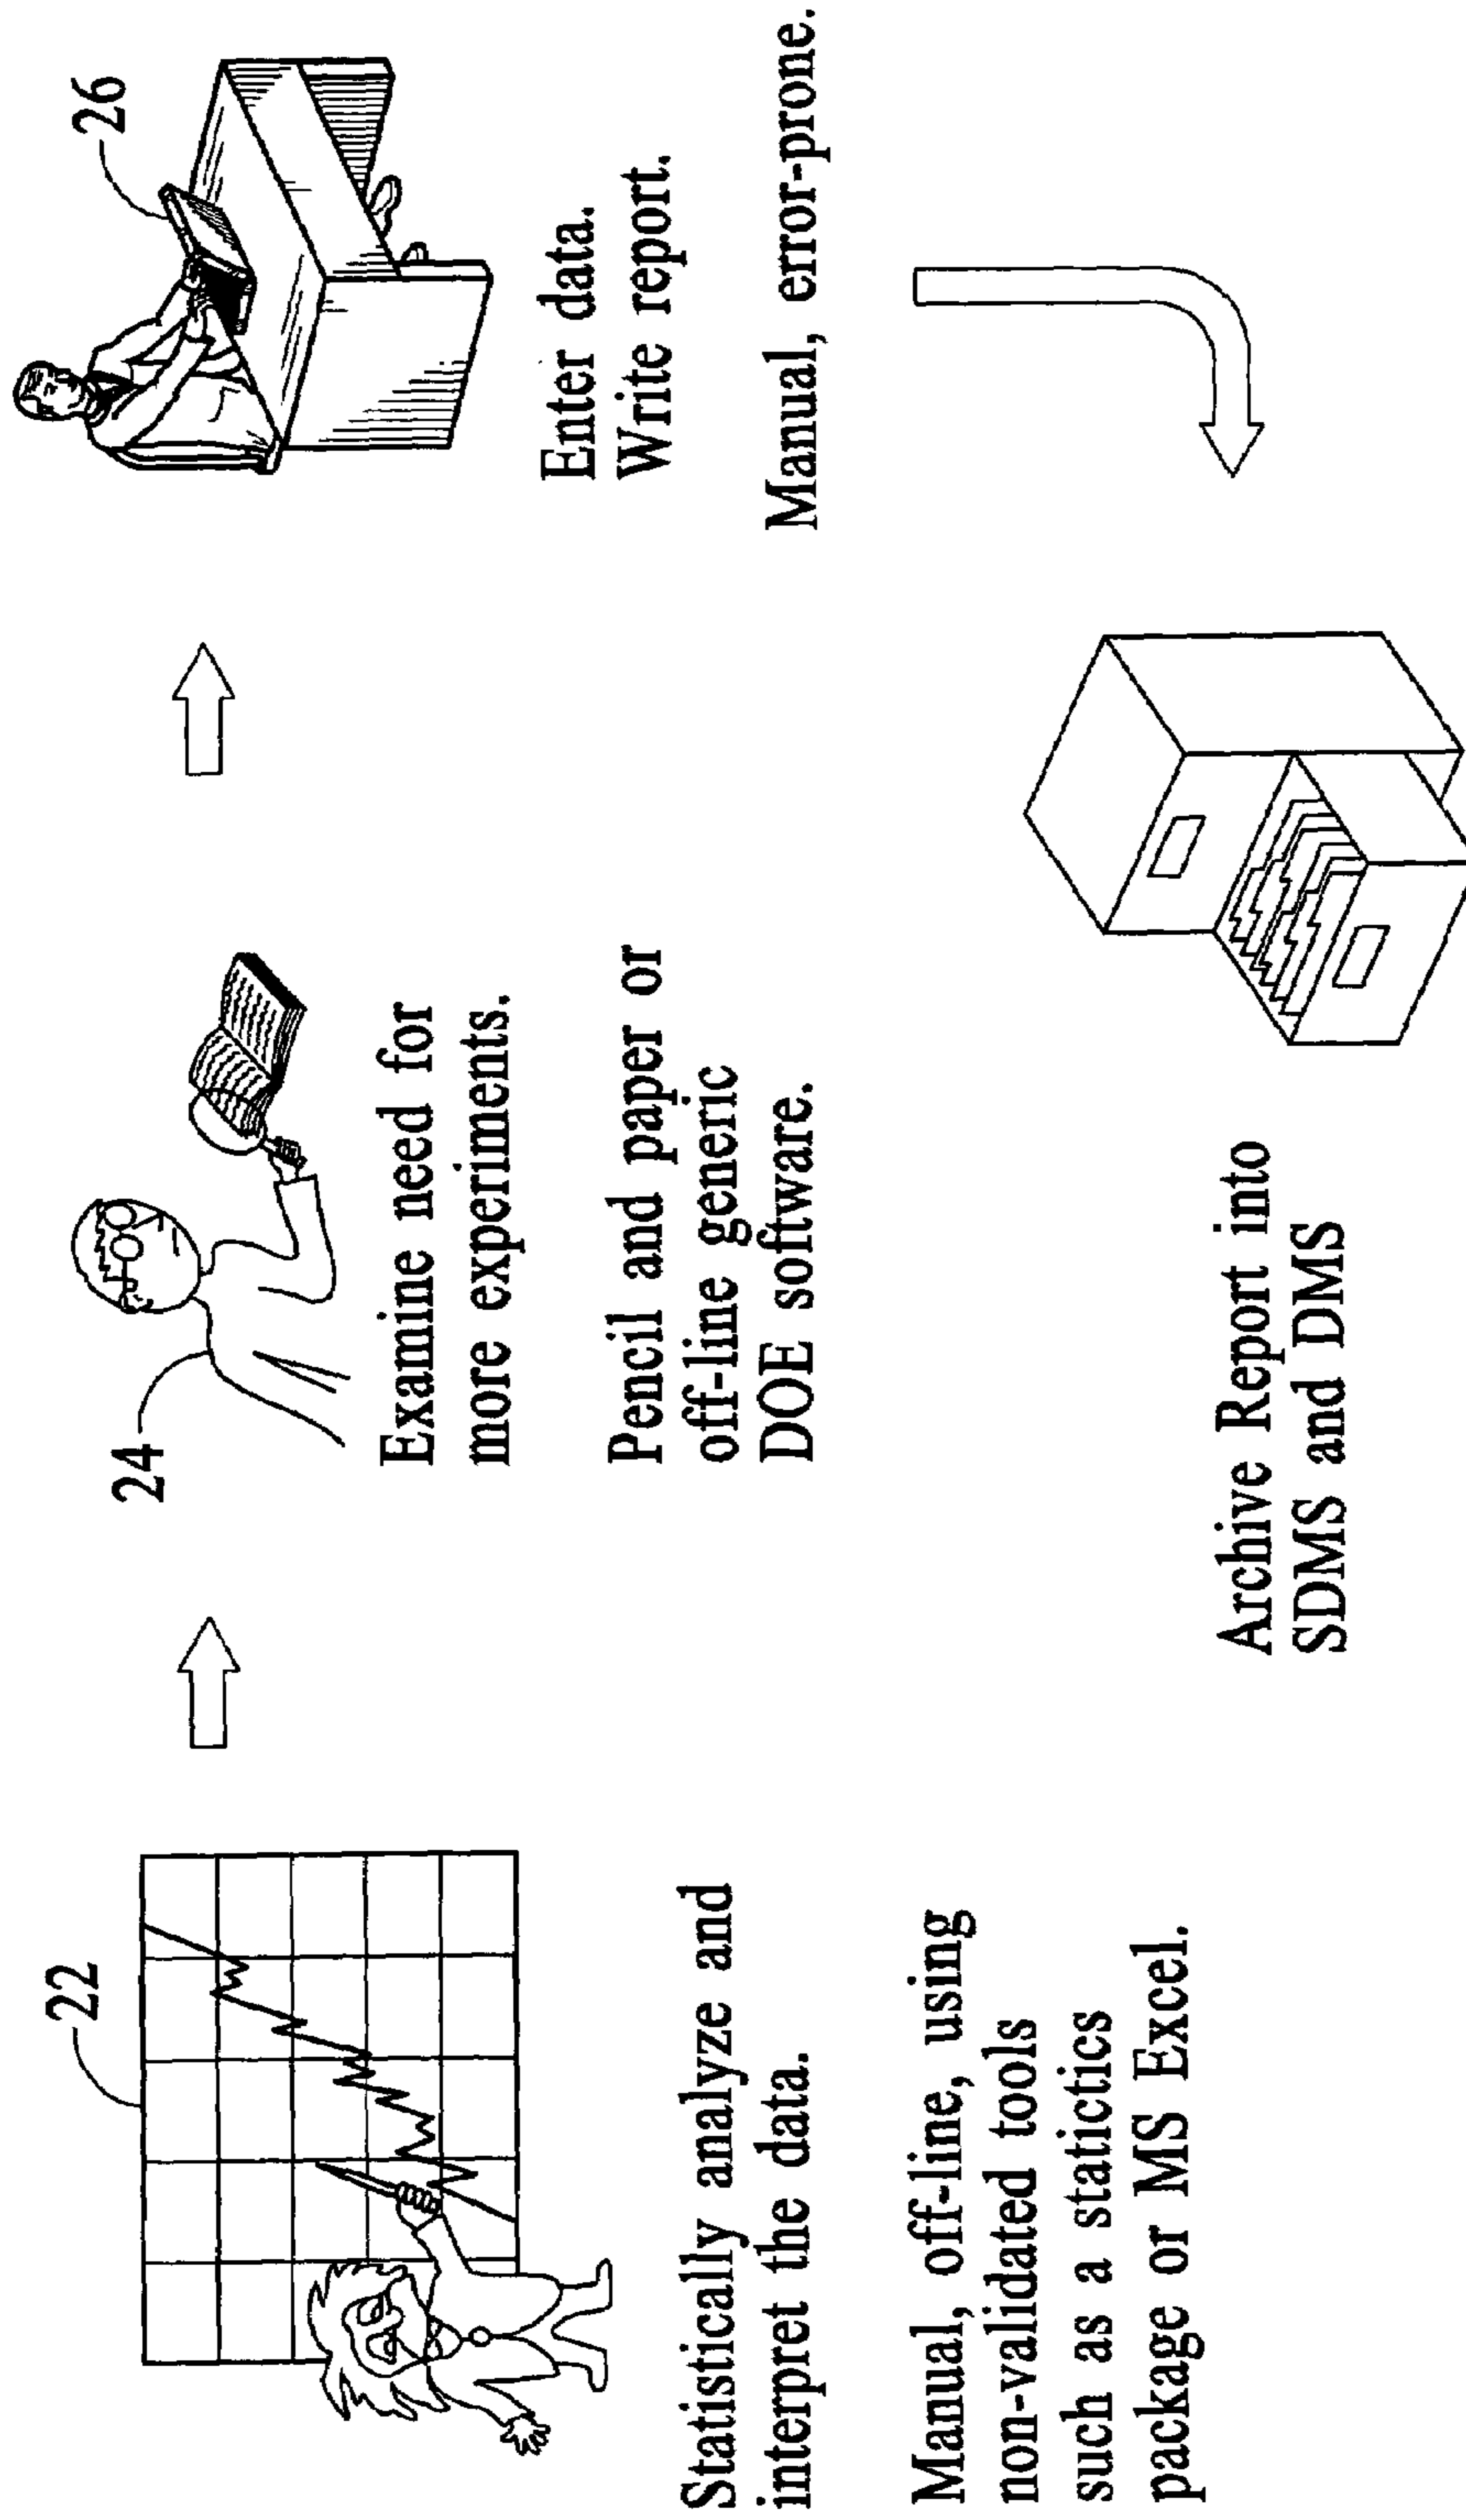 22
Statistically analyze and
interpret the data.
Manual, off-line, using
non-validated tools
such as a statictics
package or MS Excel.
24
Examine need for
more experiments.
Pencil and paper or
off-line generic
DOE software.
26
Enter data.
Write report.
Manual, error-prone.
Archive Report into
SDMS and DMS